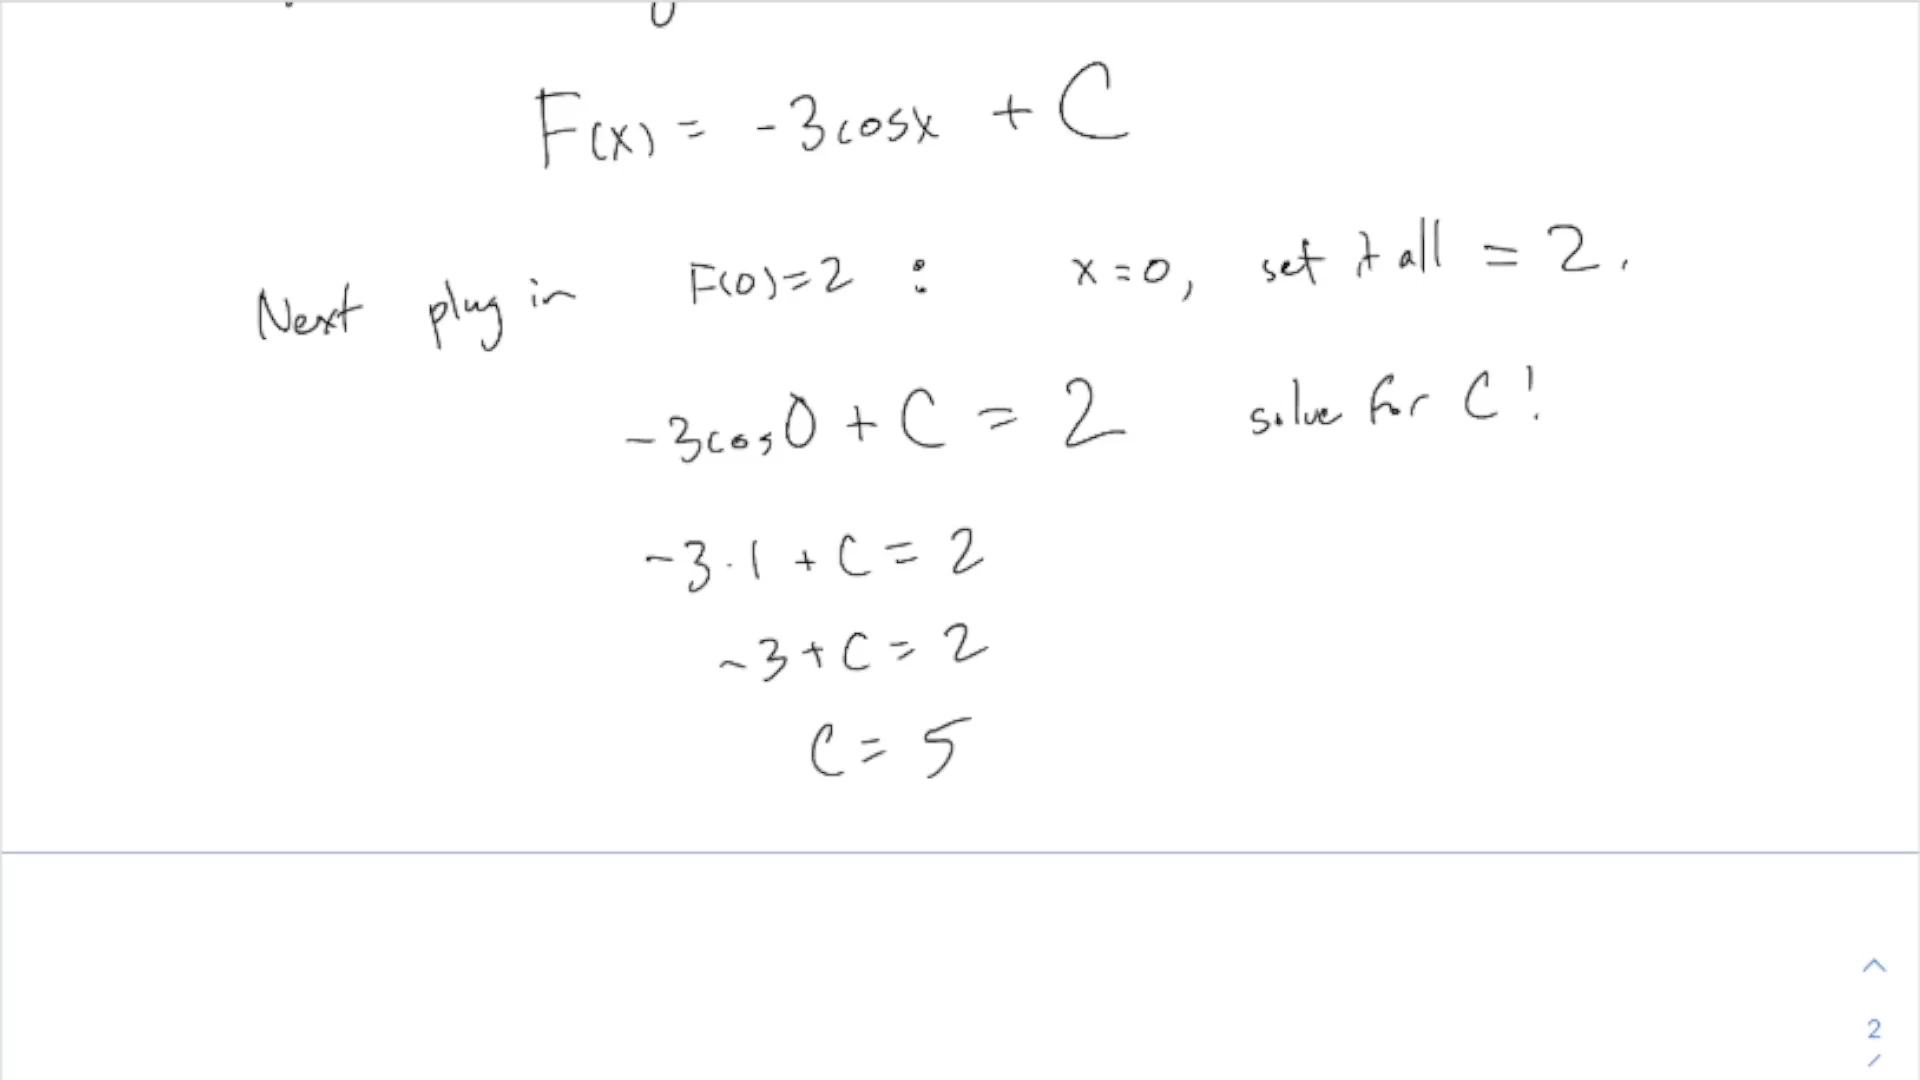 F(x) = -3cosx + C
Next plug in F(0)=2 : x=0, set it all = 2.
-3cos0 + C = 2 solve for C!
-3·1 + C = 2
-3 + C = 2
C = 5
2